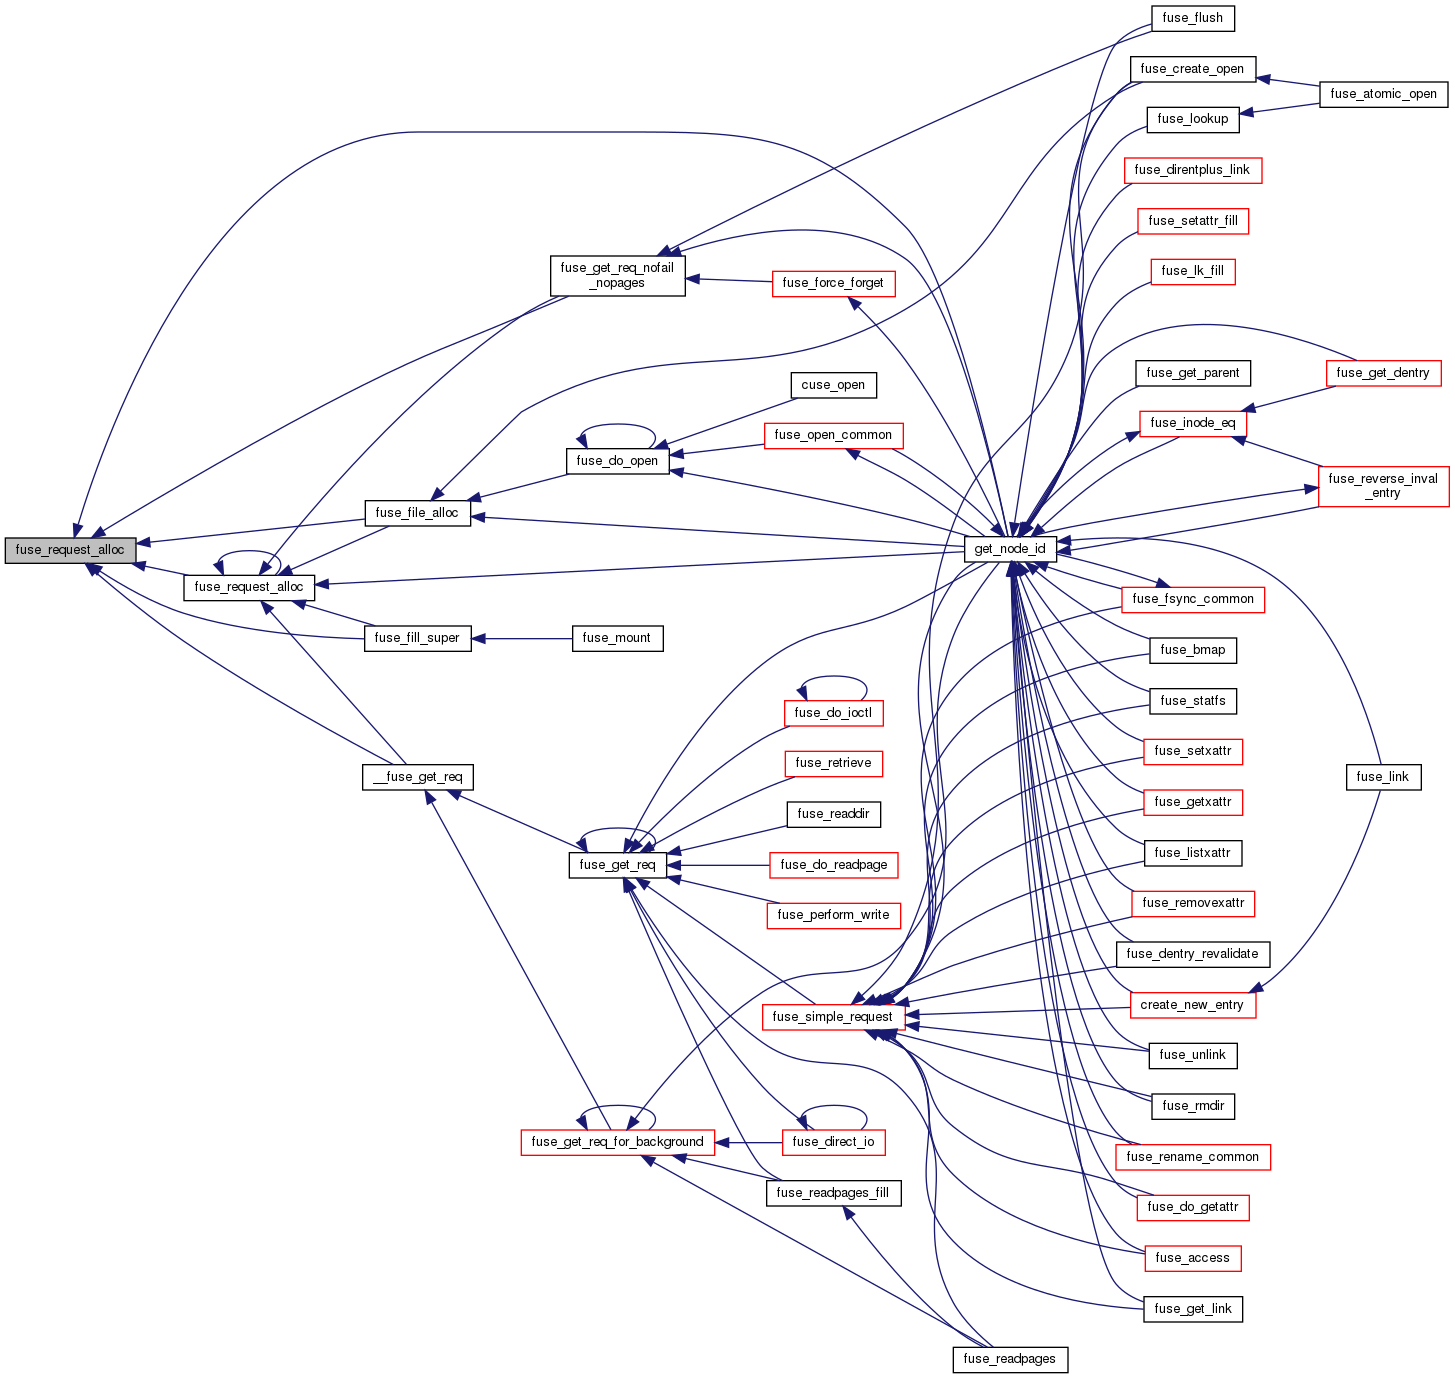 fuse_flush
fuse_create_open
fuse_atomic_open
fuse_lookup
fuse_direntplus_link
fuse_setattr_fill
fuse_get_req_nofail
_nopages
fuse_lk_fill
fuse_force_forget
fuse_get_parent
fuse_get_dentry
cuse_open
fuse_inode_eq
fuse_open_common
fuse_do_open
fuse_reverse_inval
_entry
fuse_file_alloc
fuse_request_alloc
get_node_id
fuse_request_alloc
fuse_fsync_common
fuse_fill_super
fuse_mount
fuse_bmap
fuse_statfs
fuse_do_ioctl
fuse_setxattr
fuse_retrieve
__fuse_get_req
fuse_link
fuse_getxattr
fuse_readdir
fuse_listxattr
fuse_get_req
fuse_do_readpage
fuse_removexattr
fuse_perform_write
fuse_dentry_revalidate
create_new_entry
fuse_simple_request
fuse_unlink
fuse_rmdir
fuse_get_req_for_background
fuse_direct_io
fuse_rename_common
fuse_readpages_fill
fuse_do_getattr
fuse_access
fuse_get_link
fuse_readpages